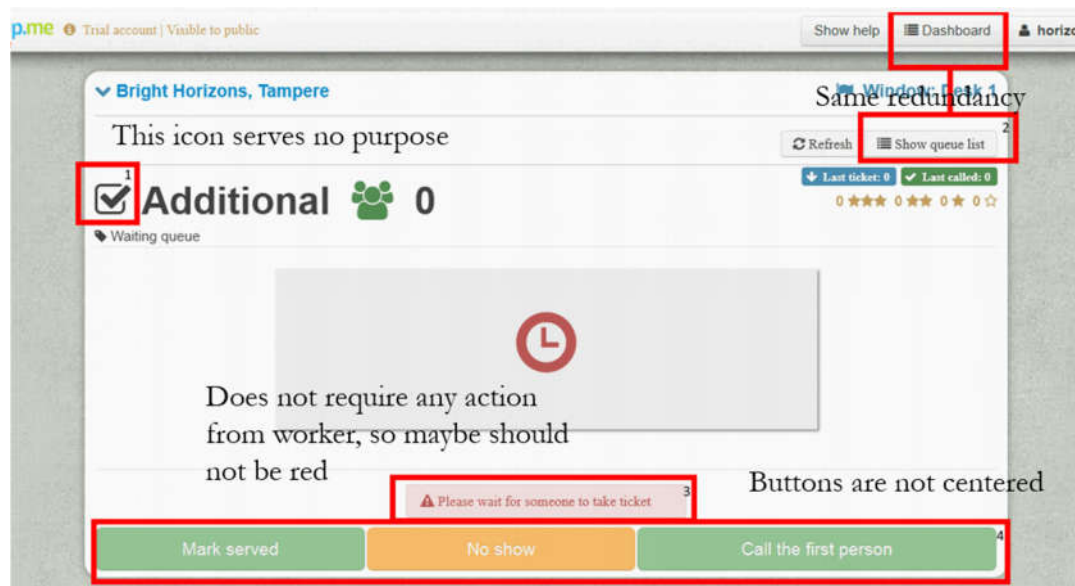 p.me Trial account | Visible to public Show help Dashboard horizo
Bright Horizons, Tampere Window: Desk 1
Same redundancy
This icon serves no purpose
2
Refresh Show queue list
1
Last ticket: 0 Last called: 0
Additional 0
0 0 0 0
Waiting queue
Does not require any action
from worker, so maybe should
not be red
Buttons are not centered
3
Please wait for someone to take ticket
4
Mark served No show Call the first person